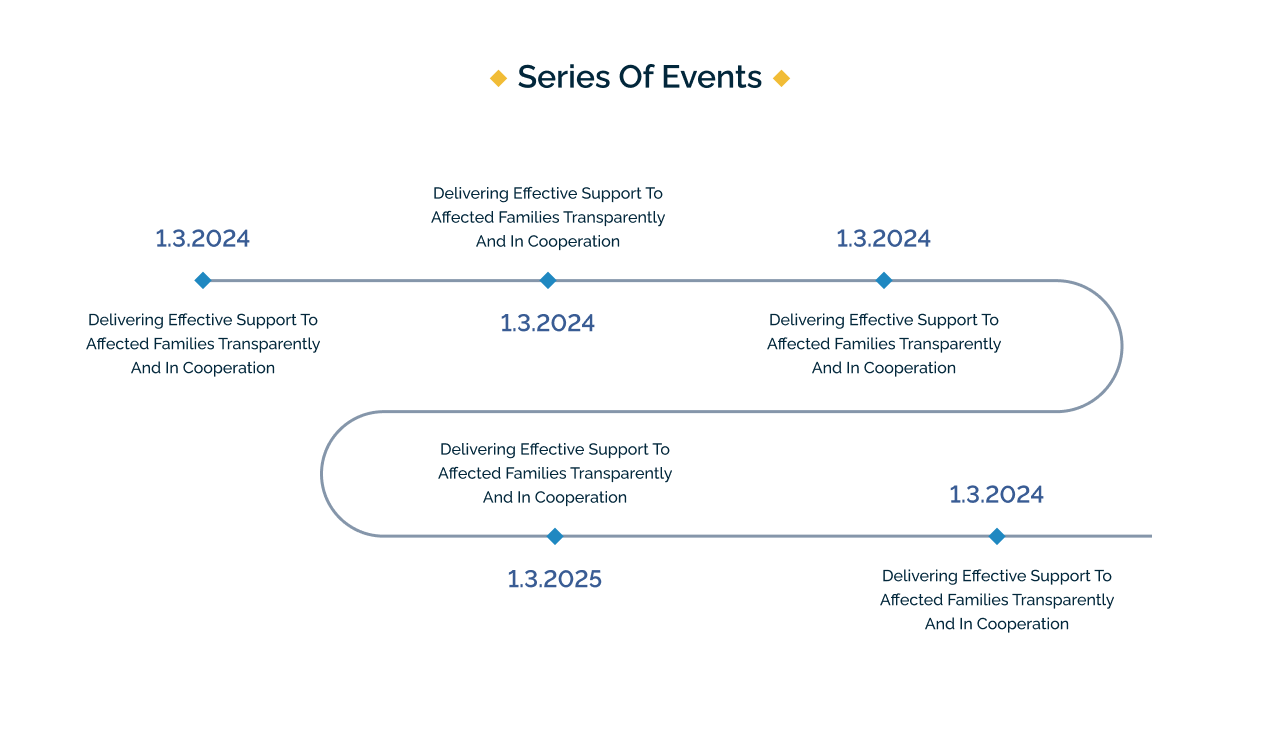 Series Of Events
1.3.2024
Delivering Effective Support To
Affected Families Transparently
And In Cooperation
Delivering Effective Support To
Affected Families Transparently
And In Cooperation
1.3.2024
1.3.2024
Delivering Effective Support To
Affected Families Transparently
And In Cooperation
Delivering Effective Support To
Affected Families Transparently
And In Cooperation
1.3.2025
1.3.2024
Delivering Effective Support To
Affected Families Transparently
And In Cooperation